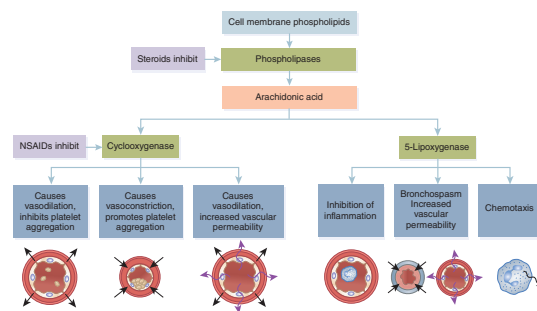 Cell membrane phospholipids
Steroids inhibit
Phospholipases
Arachidonic acid
NSAIDs inhibit
Cyclooxygenase
5-Lipoxygenase
Causes
vasodilation,
inhibits platelet
aggregation
Causes
vasoconstriction,
promotes platelet
aggregation
Causes
vasodilation,
increased vascular
permeability
Inhibition of
inflammation
Bronchospasm
Increased
vascular
permeability
Chemotaxis